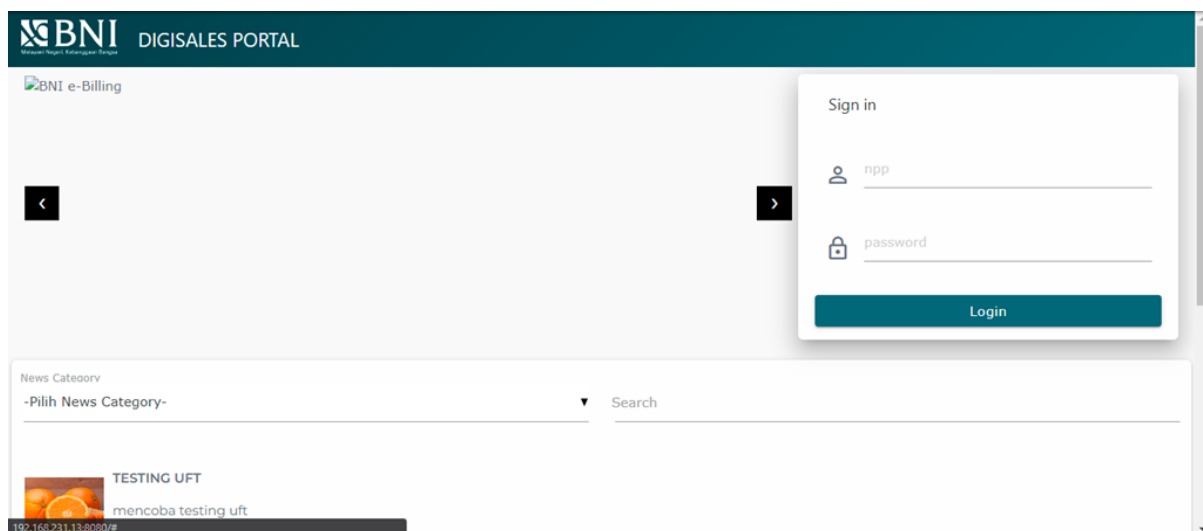 BNI
Melayani Negeri, Kebanggaan Bangsa
DIGISALES PORTAL
BNI e-Billing
Sign in
npp
password
Login
News Category
-Pilih News Category-
Search
TESTING UFT
mencoba testing uft
192.168.231.13:8080/#